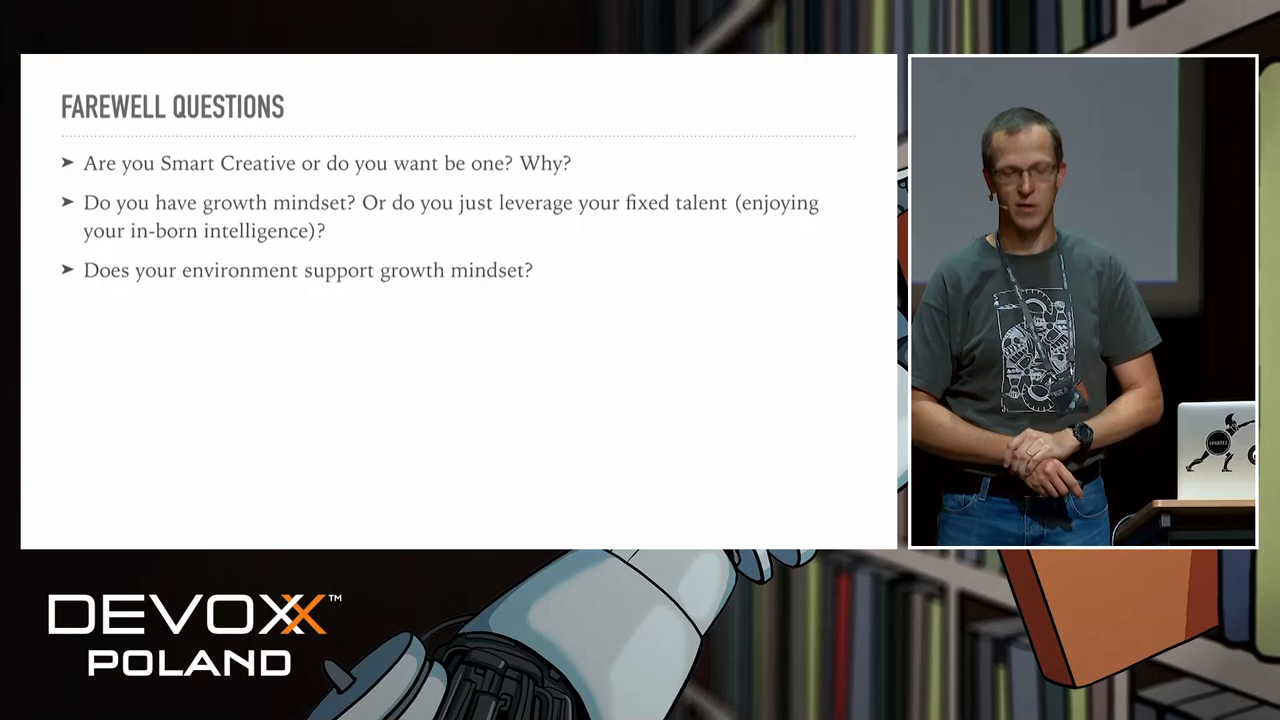 FAREWELL QUESTIONS
➤ Are you Smart Creative or do you want be one? Why?
➤ Do you have growth mindset? Or do you just leverage your fixed talent (enjoying
your in-born intelligence)?
➤ Does your environment support growth mindset?
DEVOXX™
POLAND